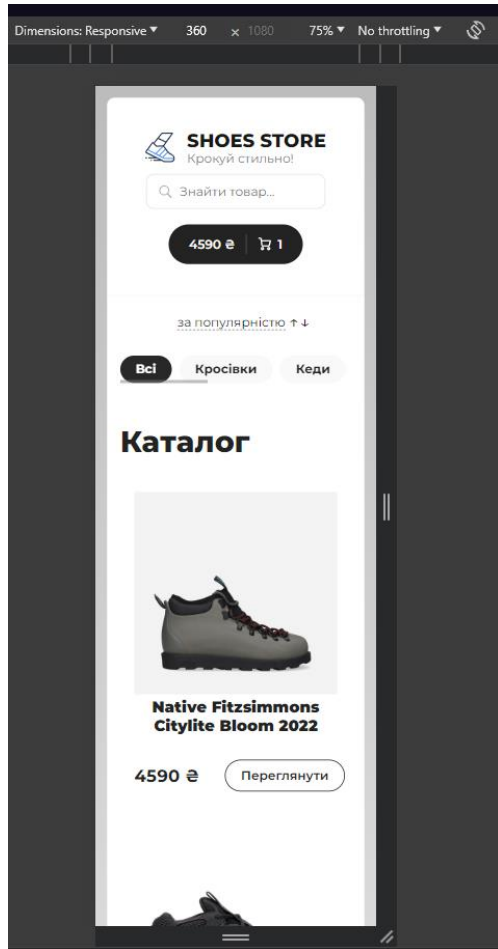 Dimensions: Responsive ▼ 360 x 1080 75% ▼ No throttling ▼
SHOES STORE
Крокуй стильно!
Знайти товар...
4590 ₴ 1
за популярністю ↑ ↓
Всі Кросівки Кеди
Каталог
Native Fitzsimmons
Citylite Bloom 2022
4590 ₴ Переглянути